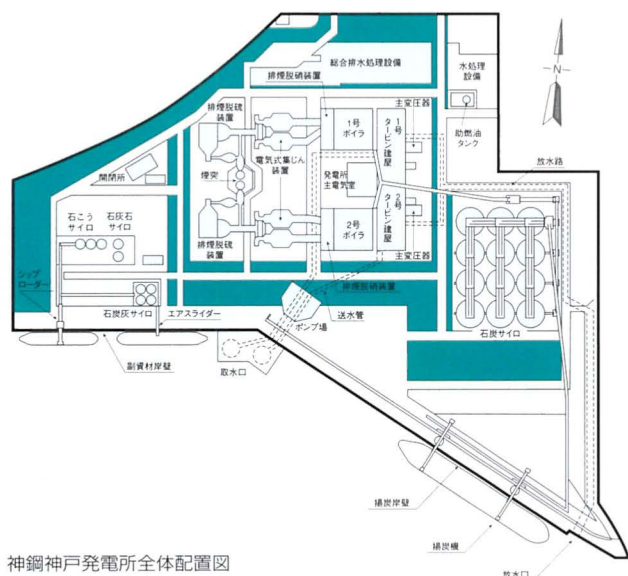 総合排水処理設備
排煙脱硝装置
水処理
設備
N
排煙脱硫
装置
主変圧器
1号
ボイラ
1号
タービン建屋
助燃油
タンク
電気式集じん
装置
開閉所
煙突
発電所
主電気室
放水路
石こう
サイロ
石灰石
サイロ
2号
ボイラ
2号
タービン建屋
排煙脱硫
装置
主変圧器
シップ
ローダー
排煙脱硝装置
石炭灰サイロ
エアスライダー
送水管
ポンプ場
石炭サイロ
副資材岸壁
取水口
揚炭岸壁
揚炭機
放水口
神鋼神戸発電所全体配置図